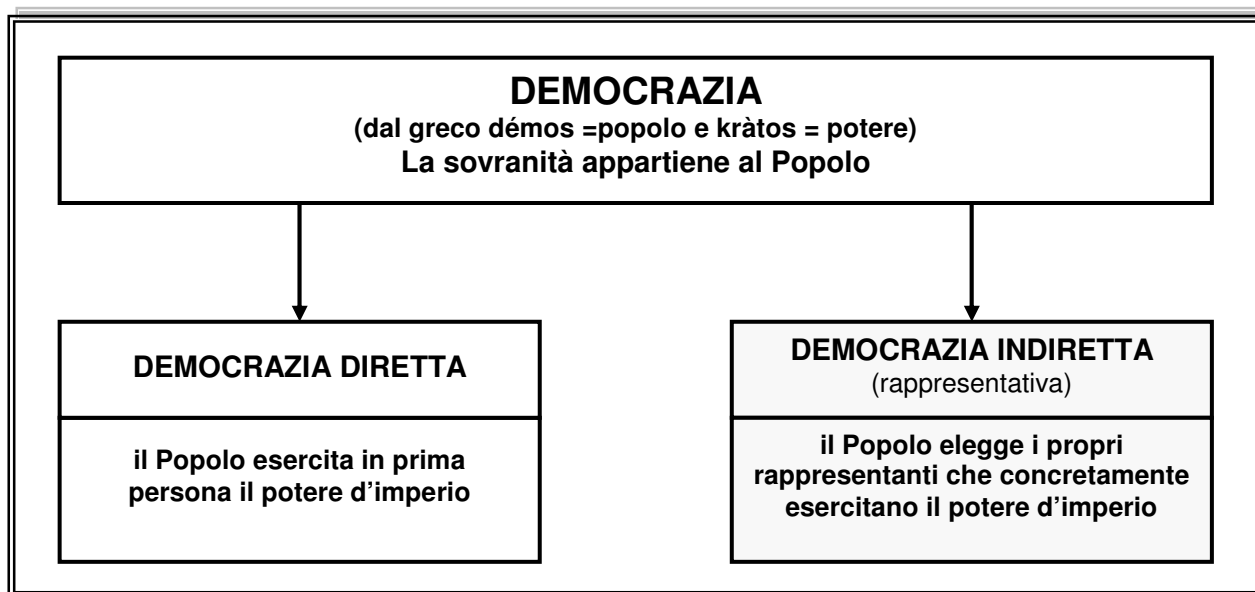 DEMOCRAZIA
(dal greco démos =popolo e kràtos = potere)
La sovranità appartiene al Popolo
DEMOCRAZIA DIRETTA
il Popolo esercita in prima
persona il potere d’imperio
DEMOCRAZIA INDIRETTA
(rappresentativa)
il Popolo elegge i propri
rappresentanti che concretamente
esercitano il potere d’imperio